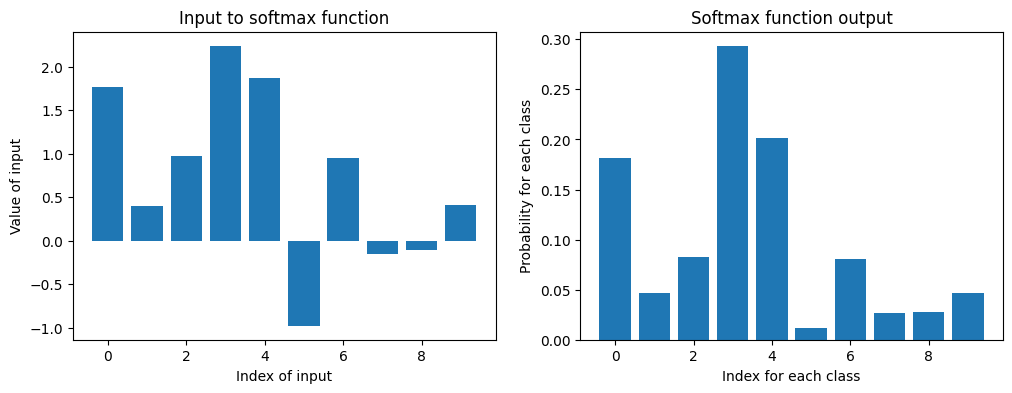 Input to softmax function
Value of input
2.0
1.5
1.0
0.5
0.0
−0.5
−1.0
0 2 4 6 8
Index of input
Softmax function output
Probability for each class
0.30
0.25
0.20
0.15
0.10
0.05
0.00
0 2 4 6 8
Index for each class